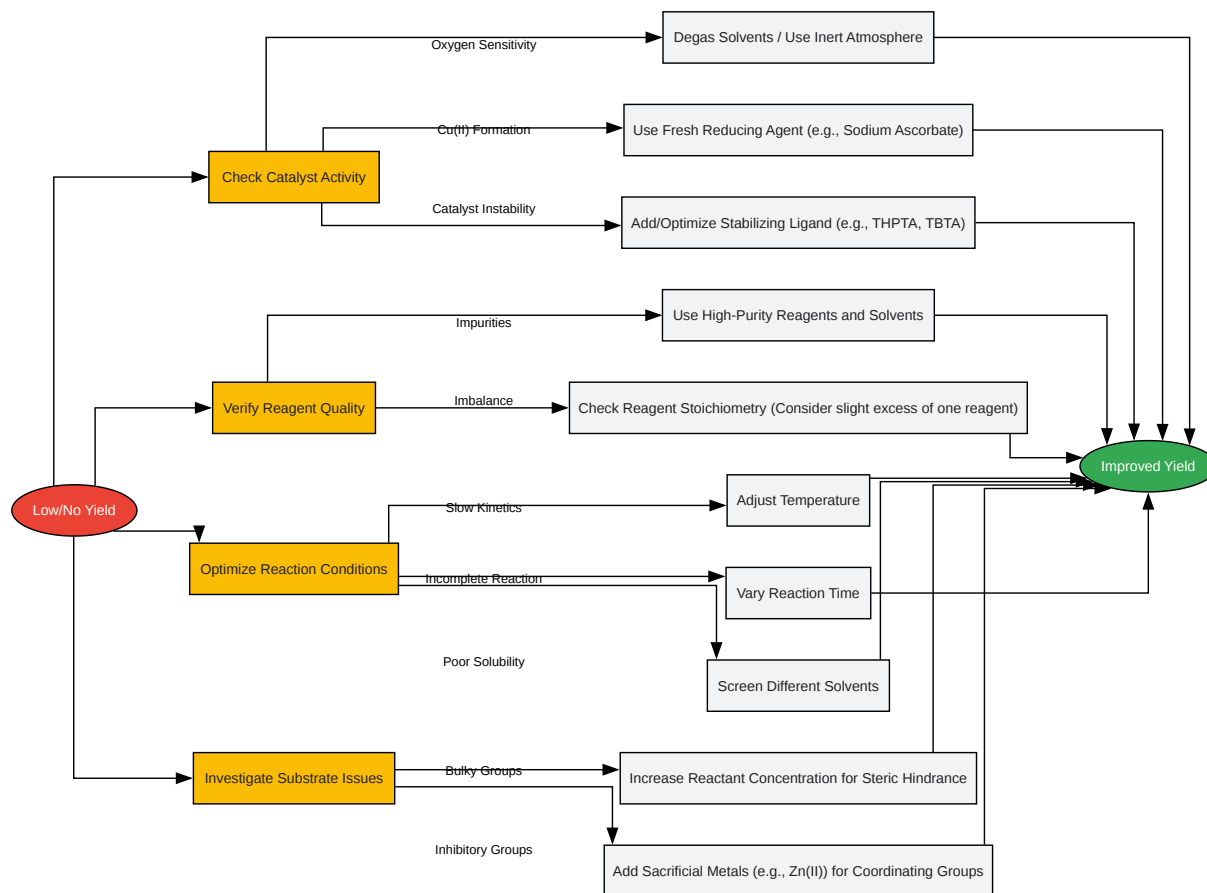 Oxygen Sensitivity
Degas Solvents / Use Inert Atmosphere
Cu(II) Formation
Use Fresh Reducing Agent (e.g., Sodium Ascorbate)
Check Catalyst Activity
Catalyst Instability
Add/Optimize Stabilizing Ligand (e.g., THPTA, TBTA)
Impurities
Use High-Purity Reagents and Solvents
Verify Reagent Quality
Imbalance
Check Reagent Stoichiometry (Consider slight excess of one reagent)
Improved Yield
Low/No Yield
Slow Kinetics
Adjust Temperature
Optimize Reaction Conditions
Incomplete Reaction
Vary Reaction Time
Poor Solubility
Screen Different Solvents
Investigate Substrate Issues
Bulky Groups
Increase Reactant Concentration for Steric Hindrance
Inhibitory Groups
Add Sacrificial Metals (e.g., Zn(II)) for Coordinating Groups